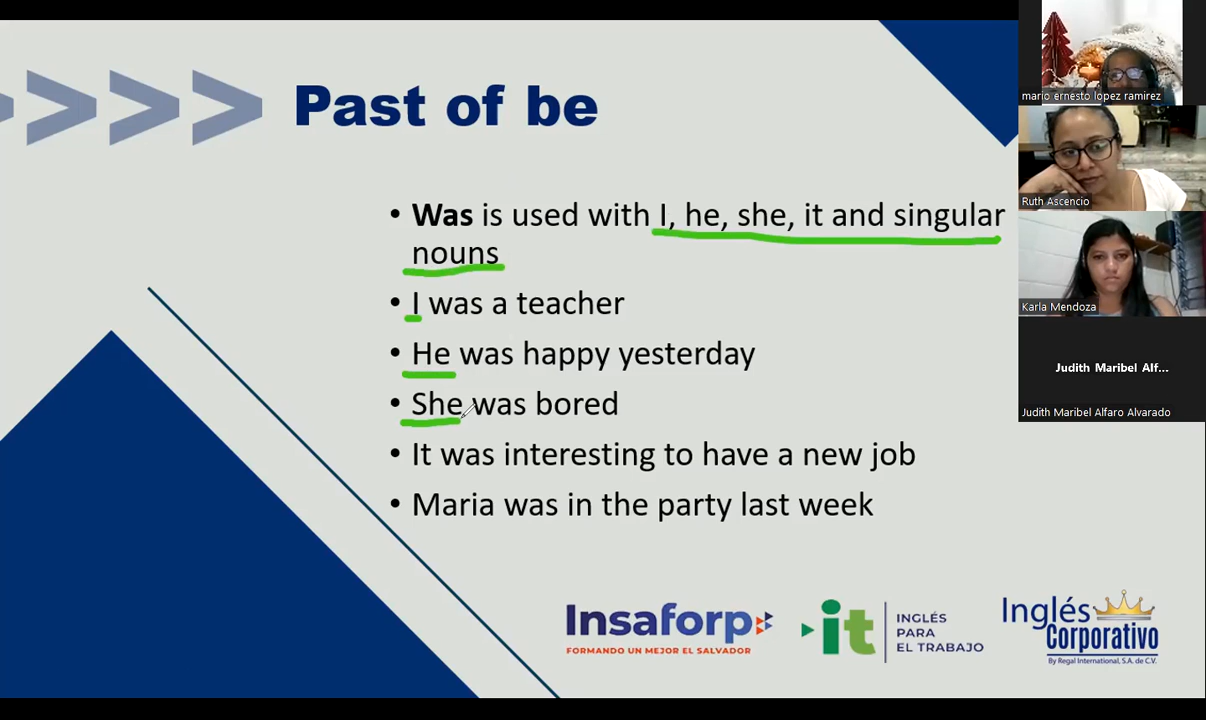 Past of be
• Was is used with I, he, she, it and singular
nouns
• I was a teacher
• He was happy yesterday
• She was bored
• It was interesting to have a new job
• Maria was in the party last week
Insaforp
FORMANDO UN MEJOR EL SALVADOR
it
INGLÉS
PARA
EL TRABAJO
Inglés
Corporativo
By Regal International, S.A. de C.V.
mario ernesto lopez ramirez
Ruth Ascencio
Karla Mendoza
Judith Maribel Alf...
Judith Maribel Alfaro Alvarado